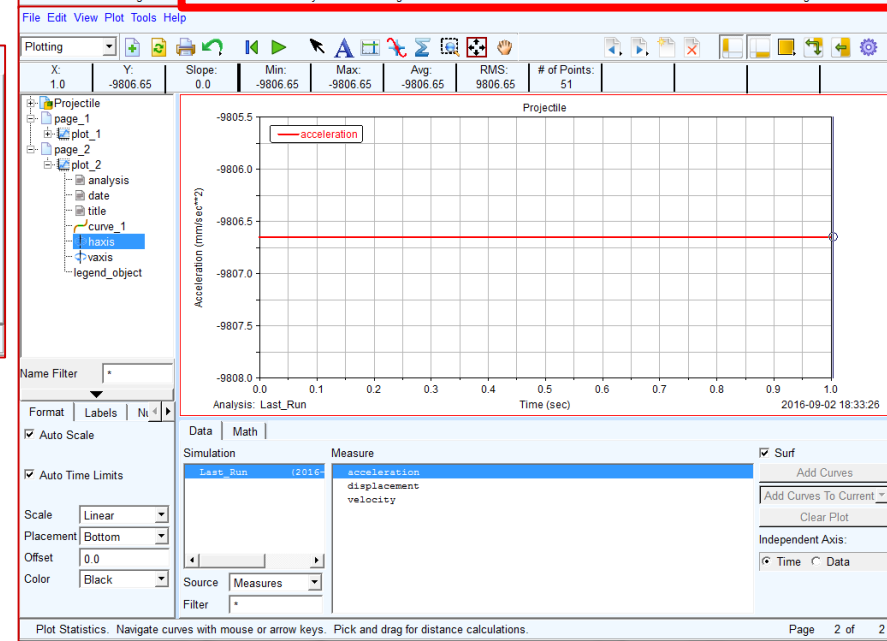 File Edit View Plot Tools Help
Plotting
X: Y: Slope: Min: Max: Avg: RMS: # of Points:
1.0 -9806.65 0.0 -9806.65 -9806.65 -9806.65 9806.65 51
Projectile
page_1
plot_1
page_2
plot_2
analysis
date
title
curve_1
haxis
vaxis
legend_object
Name Filter *
Format Labels Nu
Auto Scale
Auto Time Limits
Scale Linear
Placement Bottom
Offset 0.0
Color Black
Projectile
acceleration
Acceleration (mm/sec**2)
-9805.5
-9806.0
-9806.5
-9807.0
-9807.5
-9808.0
0.0 0.1 0.2 0.3 0.4 0.5 0.6 0.7 0.8 0.9 1.0
Analysis: Last_Run Time (sec) 2016-09-02 18:33:26
Data Math
Simulation
Last_Run (2016-
Source Measures
Filter *
Measure
acceleration
displacement
velocity
Surf
Add Curves
Add Curves To Current
Clear Plot
Independent Axis:
Time Data
Plot Statistics. Navigate curves with mouse or arrow keys. Pick and drag for distance calculations. Page 2 of 2